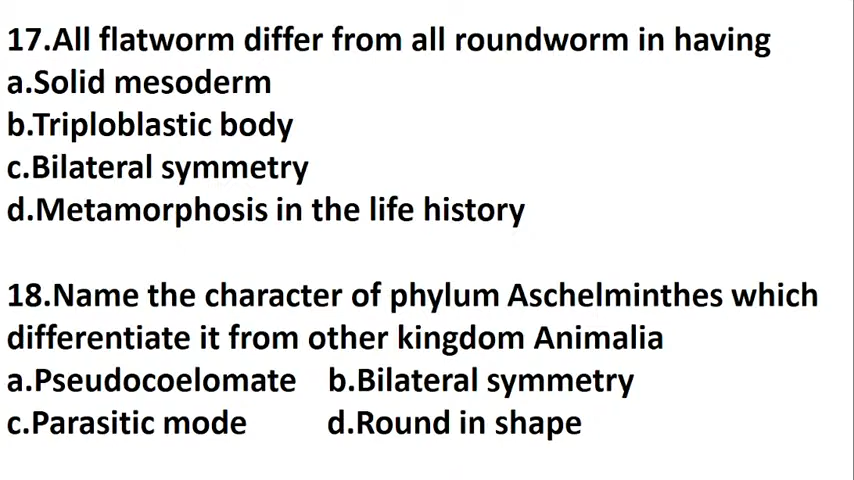 17.All flatworm differ from all roundworm in having
a.Solid mesoderm
b.Triploblastic body
c.Bilateral symmetry
d.Metamorphosis in the life history
18.Name the character of phylum Aschelminthes which
differentiate it from other kingdom Animalia
a.Pseudocoelomate b.Bilateral symmetry
c.Parasitic mode d.Round in shape